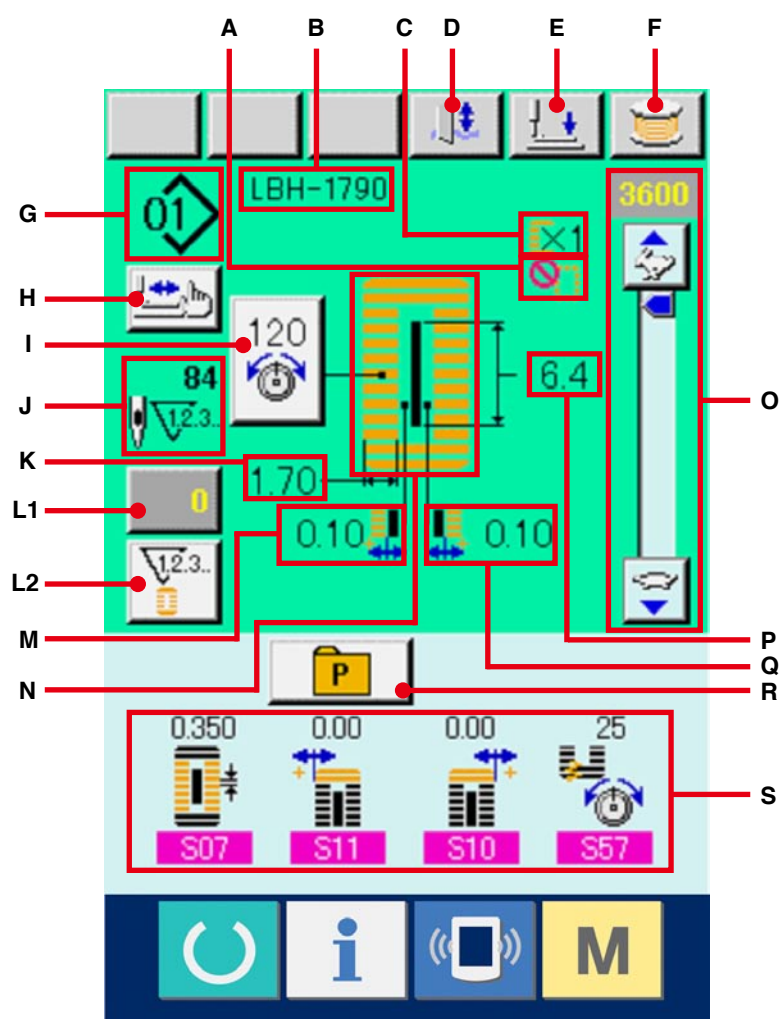 A B C D E F
LBH-1790
3600
G 01
×1
H
I 120
84
J 1.2.3..
6.4
O
K 1.70
L1 0
0.10 0.10
L2 1.2.3..
M
P
Q
N P R
0.350 0.00 0.00 25
+ + S
S07 S11 S10 S57
i M